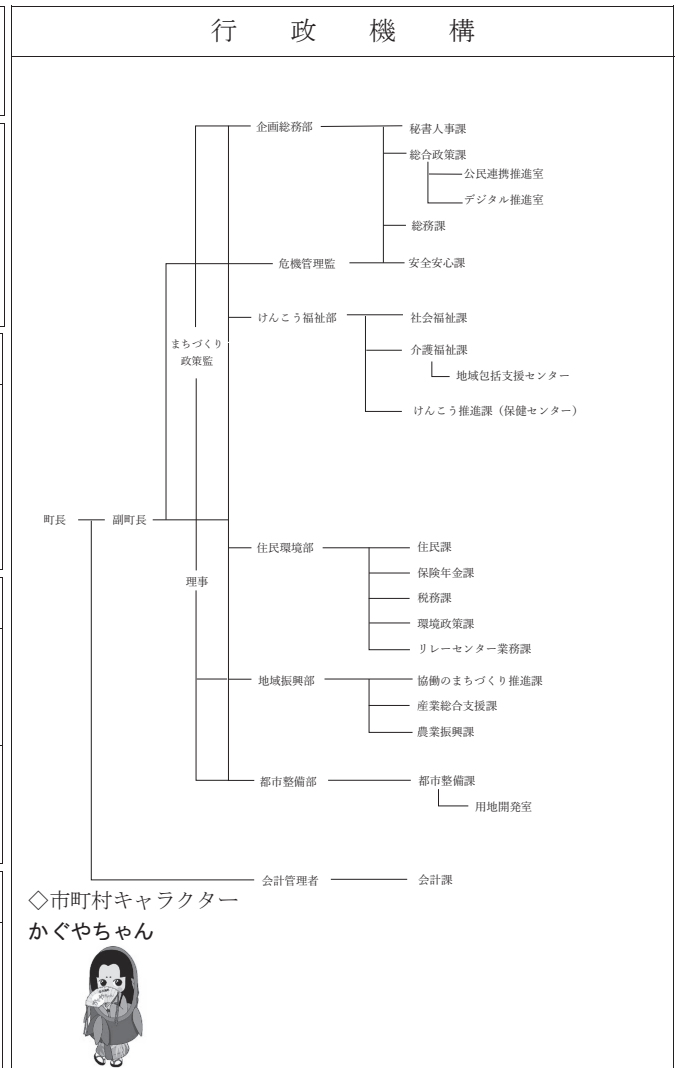 行政機構
企画総務部
秘書人事課
総合政策課
公民連携推進室
デジタル推進室
総務課
危機管理監
安全安心課
けんこう福祉部
社会福祉課
まちづくり
政策監
介護福祉課
地域包括支援センター
けんこう推進課（保健センター）
町長
副町長
住民環境部
住民課
保険年金課
理事
税務課
環境政策課
リレーセンター業務課
地域振興部
協働のまちづくり推進課
産業総合支援課
農業振興課
都市整備部
都市整備課
用地開発室
会計管理者
会計課
◇市町村キャラクター
かぐやちゃん